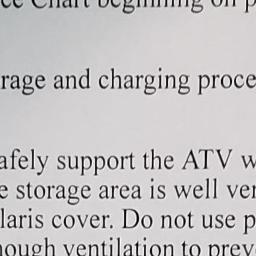 ce Chart beginning on p
rage and charging proce
afely support the ATV w
e storage area is well ven
laris cover. Do not use p
nough ventilation to prev